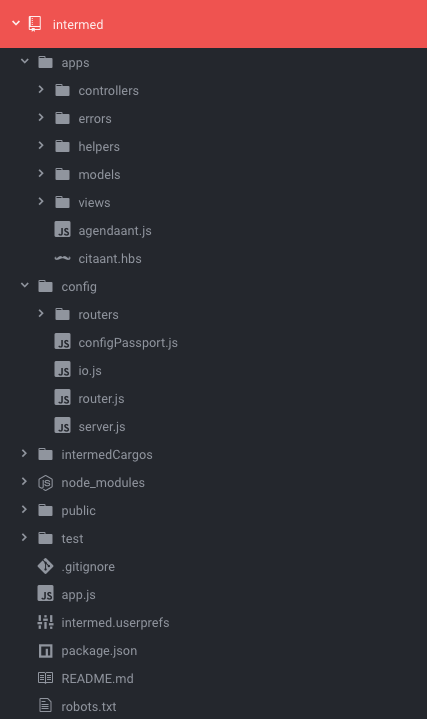 intermed
apps
controllers
errors
helpers
models
views
JS agendaant.js
citaant.hbs
config
routers
JS configPassport.js
JS io.js
JS router.js
JS server.js
intermedCargos
JS node_modules
public
test
.gitignore
JS app.js
intermed.userprefs
package.json
README.md
robots.txt